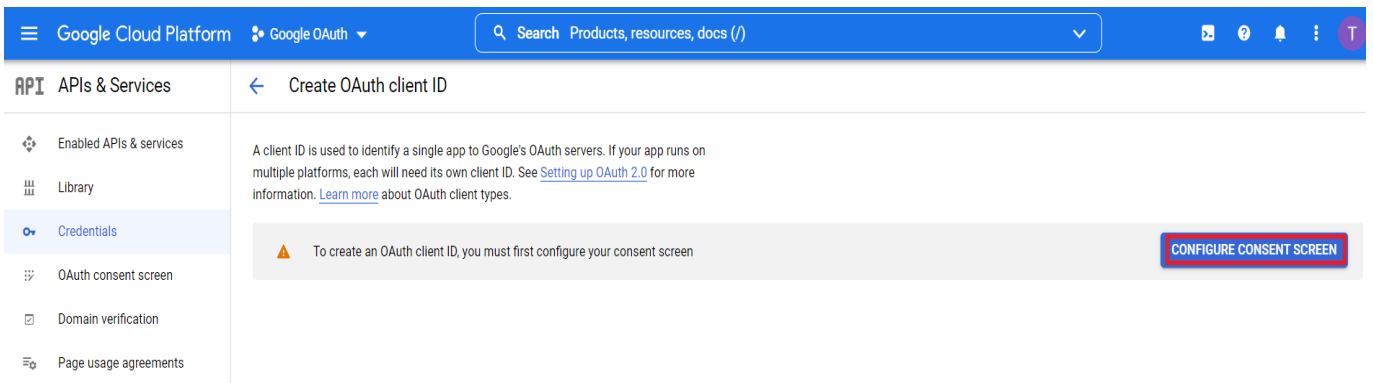 Google Cloud Platform
Google OAuth
Search Products, resources, docs (/)
T
API APIs & Services
Create OAuth client ID
Enabled APIs & services
Library
Credentials
OAuth consent screen
Domain verification
Page usage agreements
A client ID is used to identify a single app to Google's OAuth servers. If your app runs on
multiple platforms, each will need its own client ID. See Setting up OAuth 2.0 for more
information. Learn more about OAuth client types.
To create an OAuth client ID, you must first configure your consent screen
CONFIGURE CONSENT SCREEN